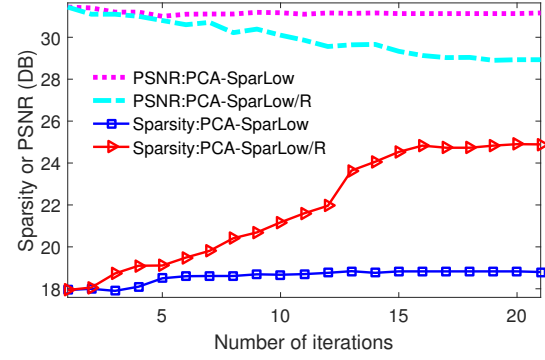 30
28
26
24
22
20
18
5
10
15
20
Sparsity or PSNR (DB)
Number of iterations
PSNR:PCA-SparLow
PSNR:PCA-SparLow/R
Sparsity:PCA-SparLow
Sparsity:PCA-SparLow/R